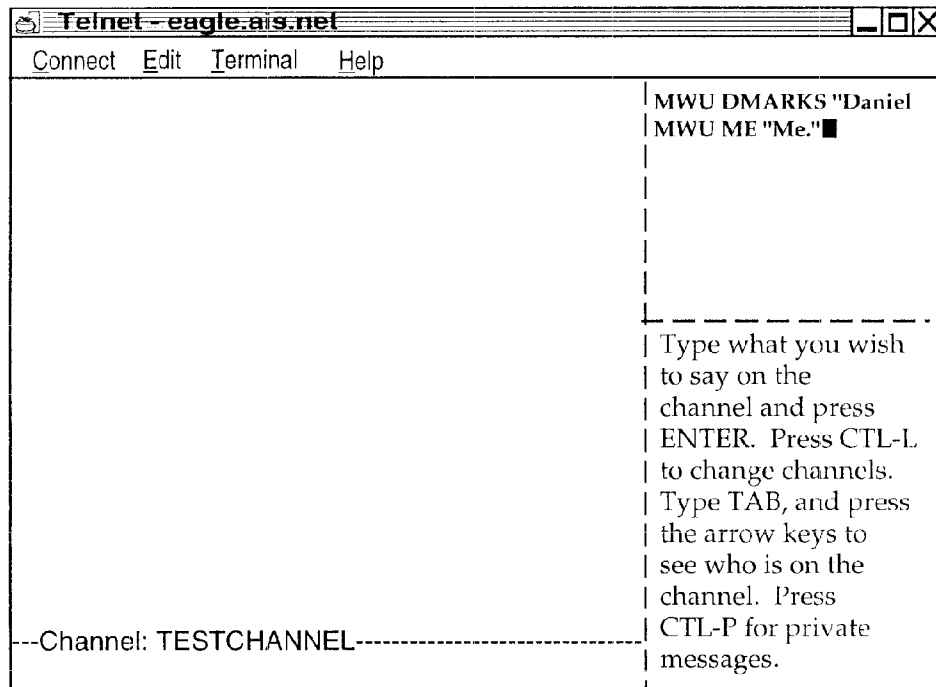 Telnet - eagle.ais.net
Connect Edit Terminal Help
MWU DMARKS "Daniel
MWU ME "Me."
Type what you wish
to say on the
channel and press
ENTER. Press CTL-L
to change channels.
Type TAB, and press
the arrow keys to
see who is on the
channel. Press
CTL-P for private
messages.
---Channel: TESTCHANNEL---